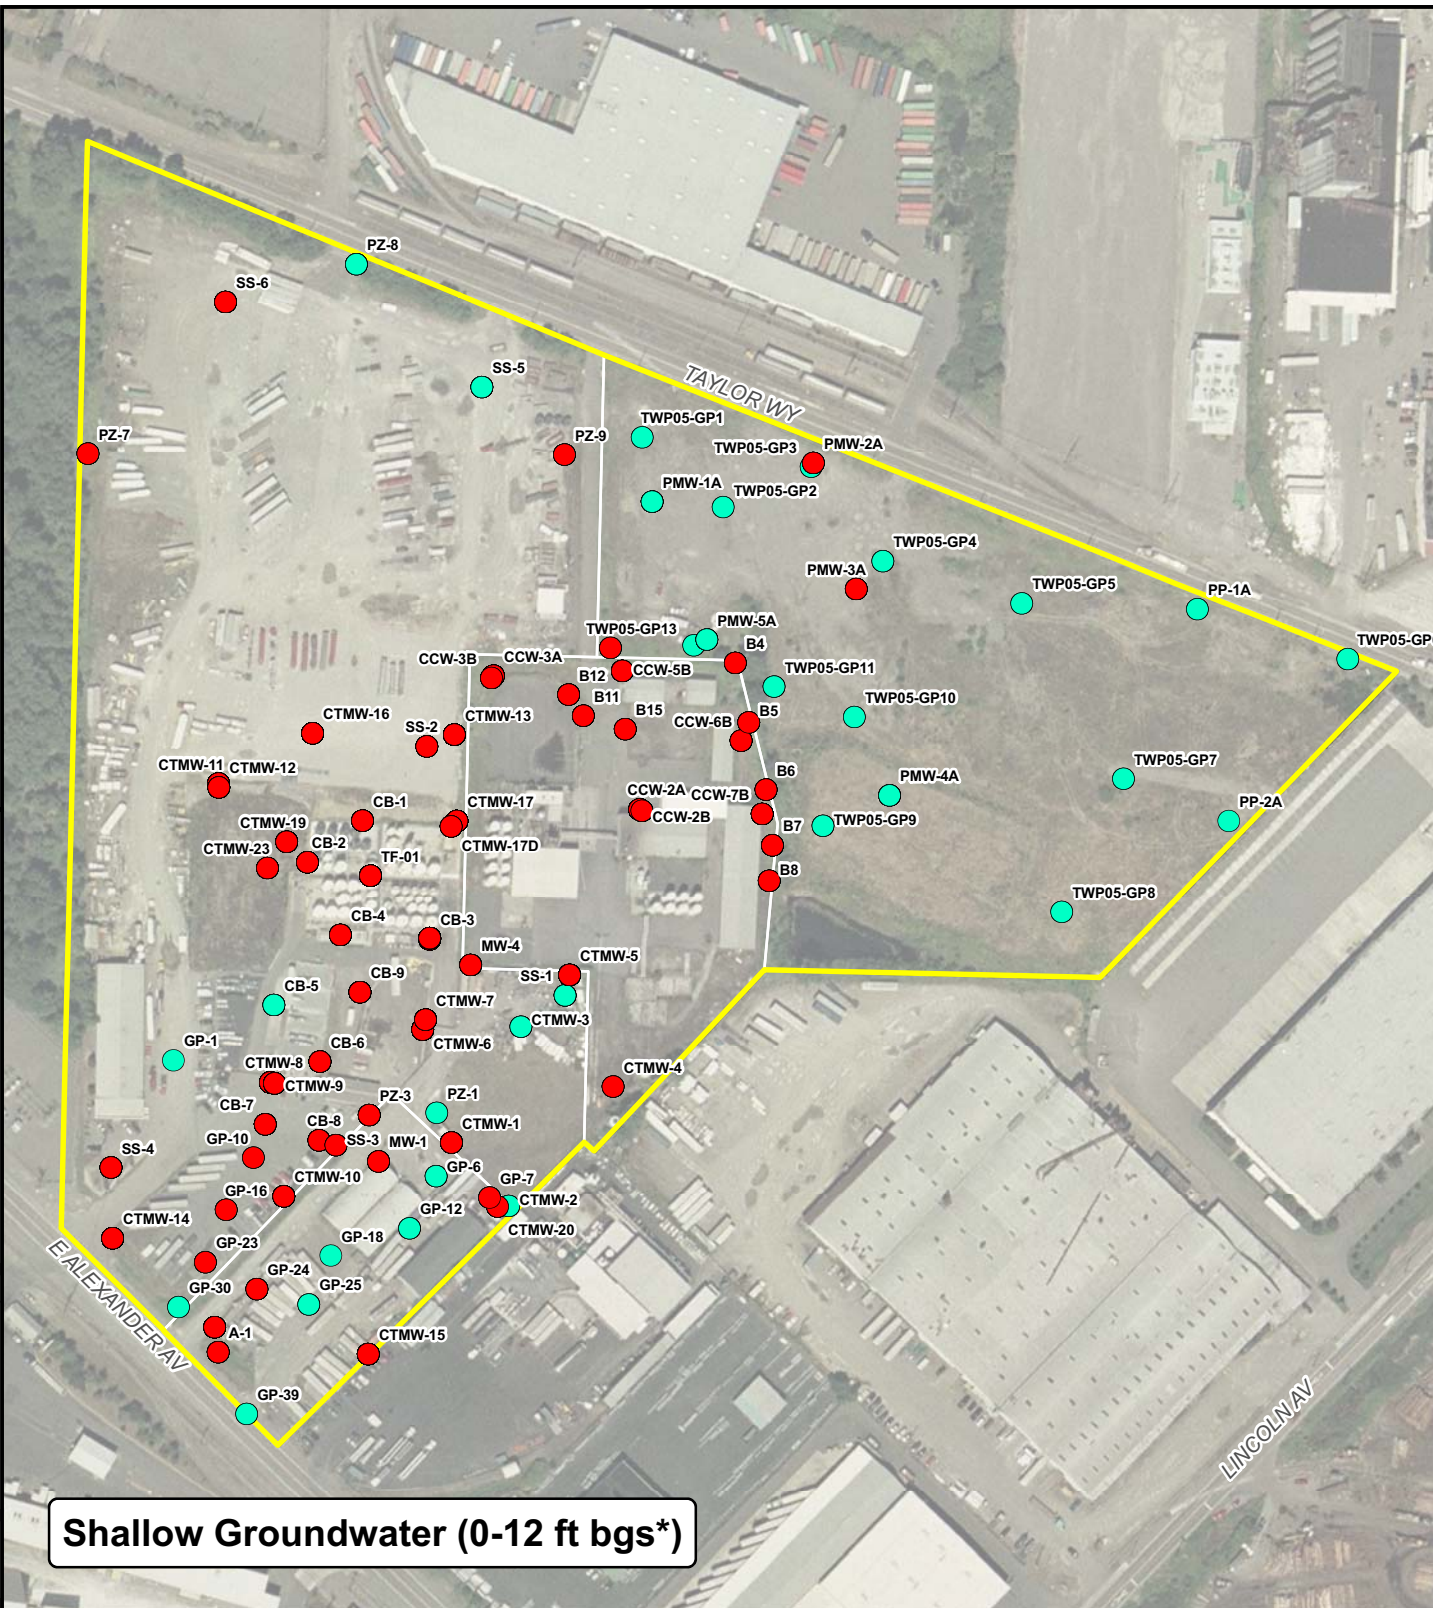 PZ-8
SS-6
SS-5
TAYLOR WY
TWP05-GP1
PZ-7
PZ-9
TWP05-GP3
PMW-2A
PMW-1A
TWP05-GP2
TWP05-GP4
PMW-3A
TWP05-GP5
PP-1A
TWP05-GP13
PMW-5A
TWP05-GP
CCW-3B
CCW-3A
CCW-5B
B4
B12
TWP05-GP11
B11
CTMW-16
SS-2
CTMW-13
B15
CCW-6B
B5
TWP05-GP10
CTMW-11
CTMW-12
B6
CCW-2A
CCW-7B
PMW-4A
TWP05-GP7
CB-1
CTMW-17
CCW-2B
B7
TWP05-GP9
PP-2A
CTMW-19
CTMW-17D
CTMW-23
CB-2
TF-01
B8
TWP05-GP8
CB-4
CB-3
MW-4
CTMW-5
SS-1
CB-9
CB-5
CTMW-7
CTMW-3
CTMW-6
GP-1
CB-6
CTMW-8
CTMW-9
CTMW-4
PZ-3
PZ-1
CB-7
CB-8
SS-3
CTMW-1
GP-10
MW-1
SS-4
GP-6
CTMW-10
GP-7
GP-16
CTMW-2
GP-12
CTMW-20
CTMW-14
GP-18
GP-23
GP-24
E ALEXANDER AV
GP-30
GP-25
A-1
CTMW-15
GP-39
LINCOLN AV
Shallow Groundwater (0-12 ft bgs*)